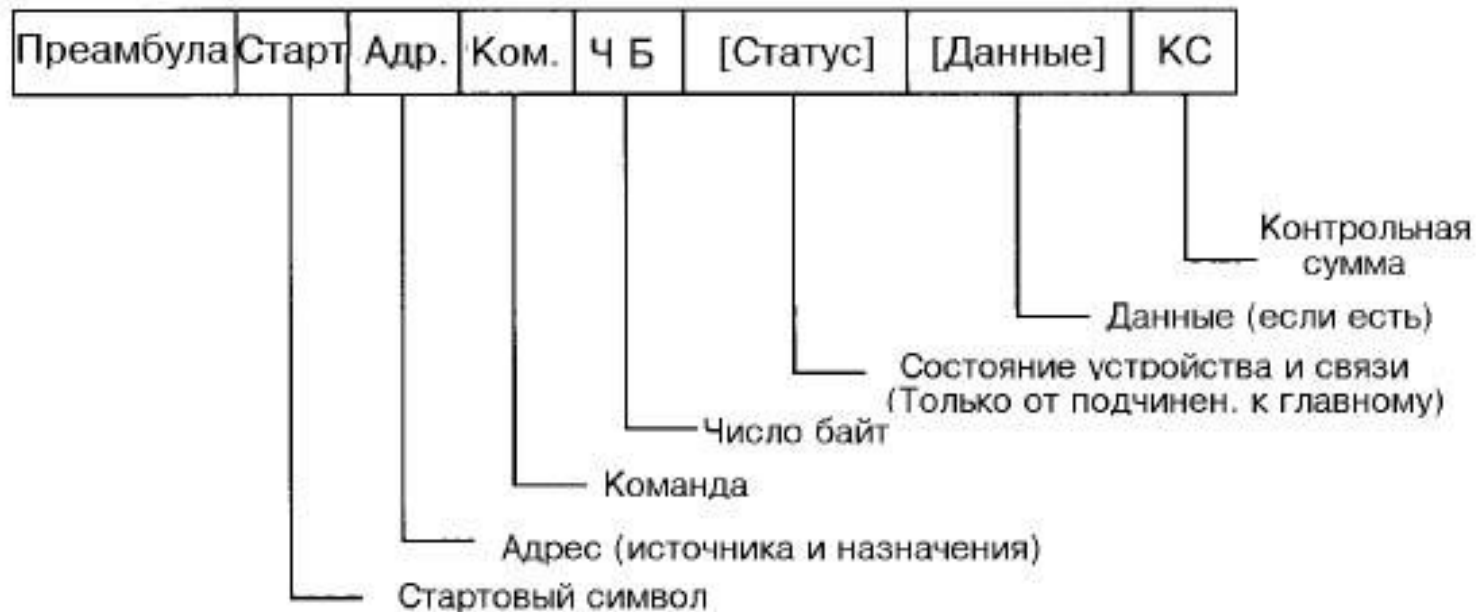 Преамбула Старт Адр. Ком. Ч Б [Статус] [Данные] КС
Контрольная
сумма
Данные (если есть)
Состояние устройства и связи
(Только от подчинен. к главному)
Число байт
Команда
Адрес (источника и назначения)
Стартовый символ